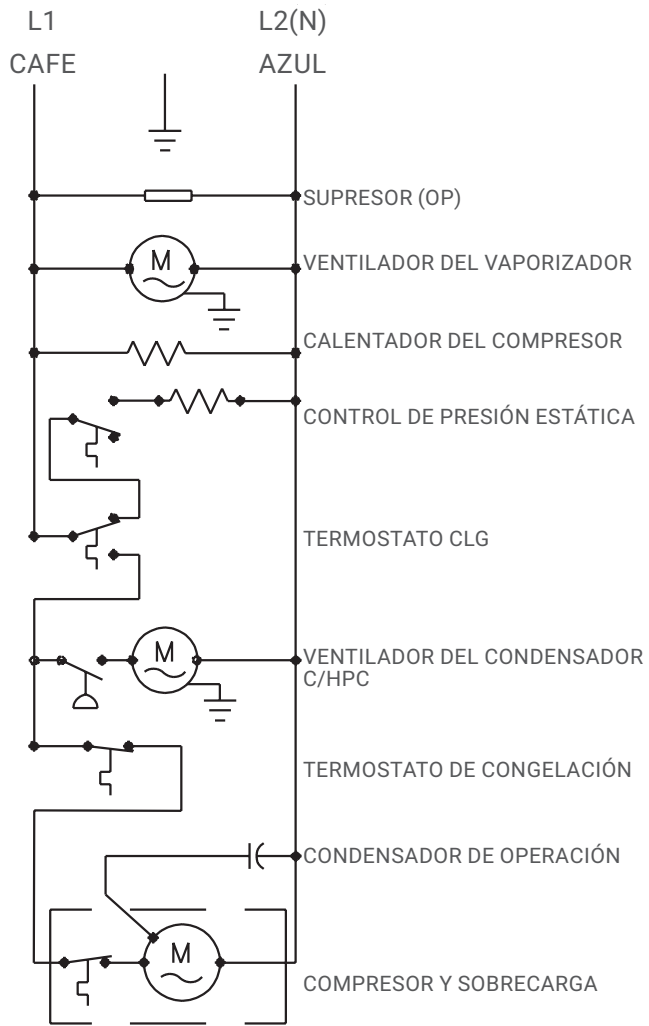 L1 L2(N)
CAFE AZUL
SUPRESOR (OP)
M
VENTILADOR DEL VAPORIZADOR
CALENTADOR DEL COMPRESOR
CONTROL DE PRESIÓN ESTÁTICA
TERMOSTATO CLG
M
VENTILADOR DEL CONDENSADOR
C/HPC
TERMOSTATO DE CONGELACIÓN
CONDENSADOR DE OPERACIÓN
M
COMPRESOR Y SOBRECARGA